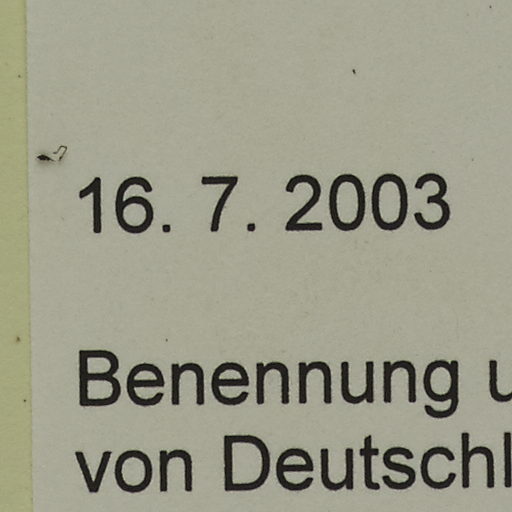 16. 7. 2003
Benennung u
von Deutschl